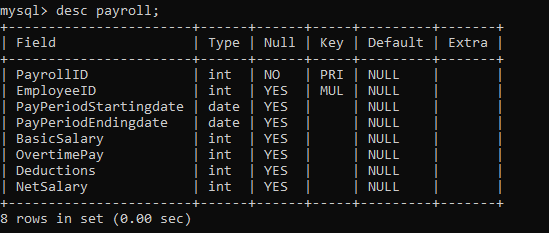 mysql> desc payroll;
+-----------------------+------+------+-----+---------+-------+
| Field                 | Type | Null | Key | Default | Extra |
+-----------------------+------+------+-----+---------+-------+
| PayrollID             | int  | NO   | PRI | NULL    |       |
| EmployeeID            | int  | YES  | MUL | NULL    |       |
| PayPeriodStartingdate | date | YES  |     | NULL    |       |
| PayPeriodEndingdate   | date | YES  |     | NULL    |       |
| BasicSalary           | int  | YES  |     | NULL    |       |
| OvertimePay           | int  | YES  |     | NULL    |       |
| Deductions            | int  | YES  |     | NULL    |       |
| NetSalary             | int  | YES  |     | NULL    |       |
+-----------------------+------+------+-----+---------+-------+
8 rows in set (0.00 sec)